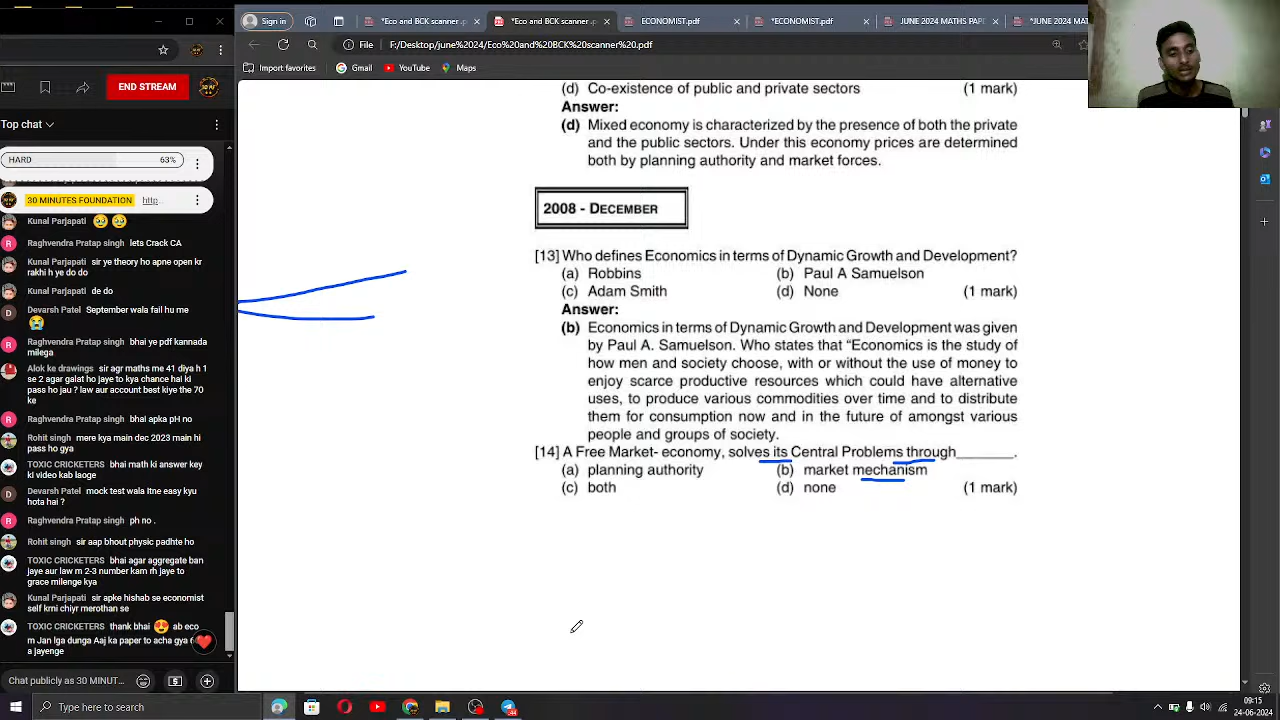 Sign in
*Eco and BCK scanner
*Eco and BCK scanner
ECONOMIST.pdf
*ECONOMIST.pdf
JUNE 2024 MATHS PAP
*JUNE 2024 MAT
File
F:/Desktop/june%2024/Eco%20and%20BCK%20scanner%20.pdf
Import favorites
Gmail
YouTube
Maps
END STREAM
30 MIN
Top chat
HARD
63%
30 MINUTES FOUNDATION http...
Kunal Parjapati 🥹🥹
Raghvendra Pratap singh lets Crack CA
Kunal Parjapati sir ye theory ho apne open kr
rakhi h ye do do
Kunal Parjapati de do
Devarsh Patel September wala fail hu me
😭
Raghvendra Pratap singh bhai ye pdf kannada
milega
Alok ke drawings sir agr maths me 41 diya h 1
se 2 agar galat ho jaye to kya chance hal ki
pass ho jau ? law aur account best kiye the 70
ke
Raghvendra Pratap singh bhai apka pH no
Rohit singh mere kya main dec 2023 main hi
pass ho gya
TOXIC CRICKETERS bhai math ki answer key
ki Devalo video kab laoge
Devarsh Patel mock test wala itne easy kyu
hota hai ?
Raghvendra Pratap singh ph no .
Rohit singh sir aap bhout physic padhte ho
TOXIC CRICKETERS bhai agar aggregate ban
jaye aur law m 2-3 number kam rh jaye to
grace milenge kya
Kunal Parjapati sir apke hishab se economist
self krni chiyr merothan se
TOXIC CRICKETERS thank bhai 😍 ab eco
m Jan lga dunga Aaj ka paper to acha gya
a jayenge
Chat publicly as 30 MINUT...
(d) Co-existence of public and private sectors (1 mark)
Answer:
(d) Mixed economy is characterized by the presence of both the private
and the public sectors. Under this economy prices are determined
both by planning authority and market forces.
2008 - DECEMBER
[13] Who defines Economics in terms of Dynamic Growth and Development?
(a) Robbins (b) Paul A Samuelson
(c) Adam Smith (d) None (1 mark)
Answer:
(b) Economics in terms of Dynamic Growth and Development was given
by Paul A. Samuelson. Who states that “Economics is the study of
how men and society choose, with or without the use of money to
enjoy scarce productive resources which could have alternative
uses, to produce various commodities over time and to distribute
them for consumption now and in the future of amongst various
people and groups of society.
[14] A Free Market- economy, solves its Central Problems through_______.
(a) planning authority (b) market mechanism
(c) both (d) none (1 mark)
Type here to search
ENG
09:15
24-06-2024